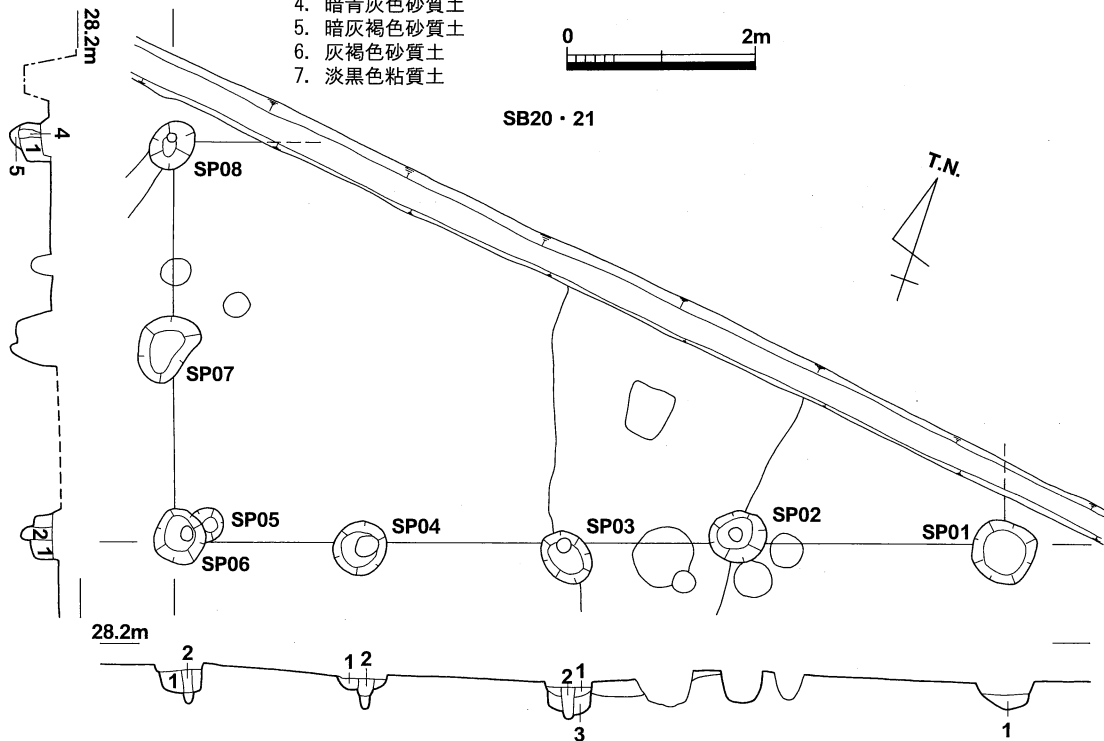 4. 暗青灰色砂質土
5. 暗灰褐色砂質土
6. 灰褐色砂質土
7. 淡黒色粘質土
0 2m
SB20・21
T.N.
28.2m
4
1
5
2
1
SP08
SP07
SP05
SP06
SP04
SP03
SP02
SP01
28.2m
2
1
1 2
2 1
3
1